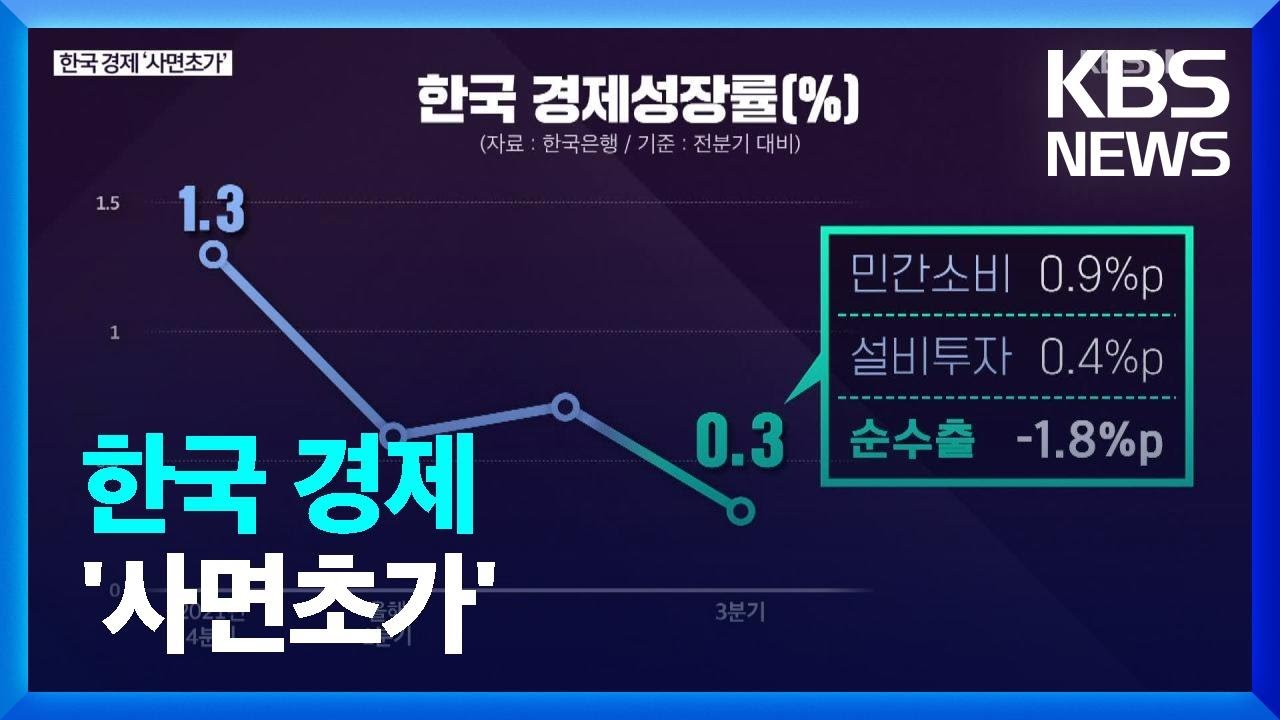 한국 경제 '사면초가'
한국 경제성장률(%)
(자료 : 한국은행 / 기준 : 전분기 대비)
KBS
NEWS
1.5
1.3
1
민간소비 0.9%p
설비투자 0.4%p
순수출 -1.8%p
0.3
한국 경제
'사면초가'
0
3분기